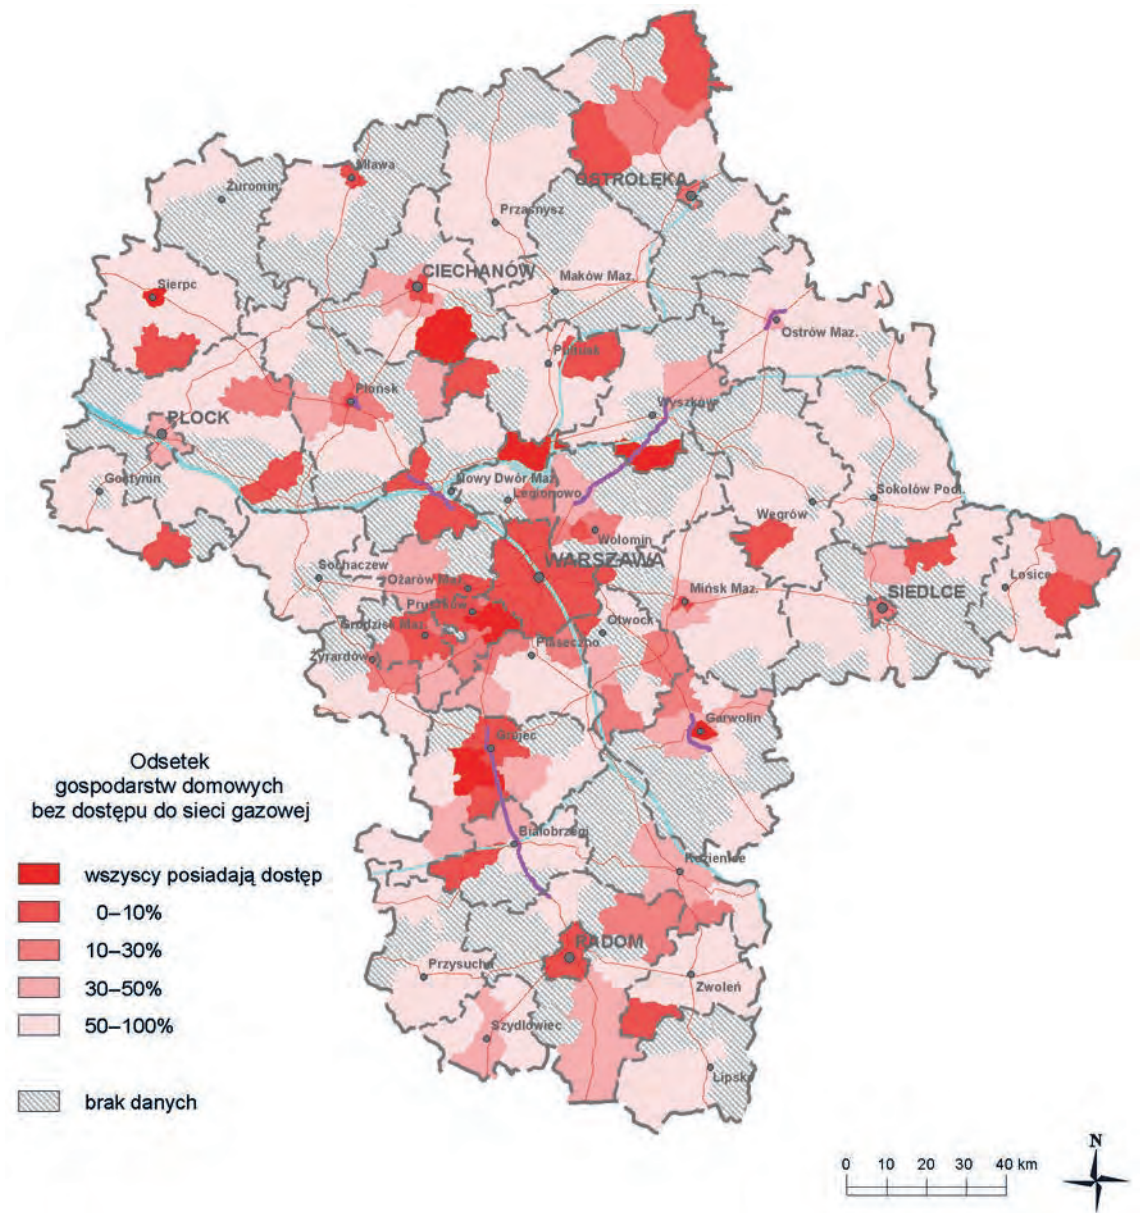 OSTROŁĘKA
Mława
Żuromin
Przasnysz
CIECHANÓW
Maków Maz.
Sierpc
Ostrów Maz.
Pułtusk
Płońsk
Wyszków
PŁOCK
Gostynin
Nowy Dwór Maz.
Legionowo
Sokołów Podl.
Węgrów
Wołomin
WARSZAWA
Sochaczew
Ożarów Maz.
Mińsk Maz.
SIEDLCE
Łosice
Pruszków
Grodzisk Maz.
Otwock
Piaseczno
Żyrardów
Garwolin
Grójec
Białobrzegi
Kozienice
RADOM
Przysucha
Zwoleń
Szydłowiec
Lipsko
Odsetek
gospodarstw domowych
bez dostępu do sieci gazowej
wszyscy posiadają dostęp
0–10%
10–30%
30–50%
50–100%
brak danych
N
0 10 20 30 40 km